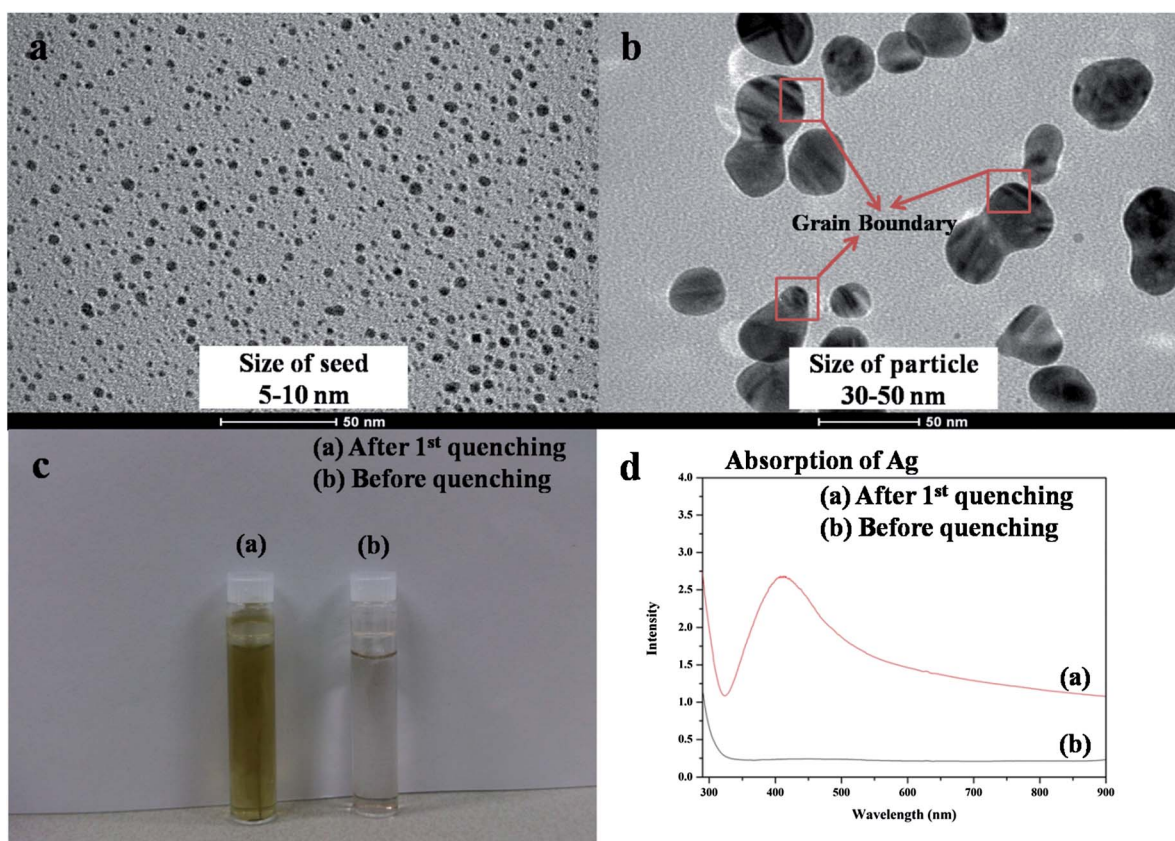 a
Size of seed
5-10 nm
50 nm
b
Grain Boundary
Size of particle
30-50 nm
50 nm
c
(a) After 1st quenching
(b) Before quenching
(a)
(b)
d
Absorption of Ag
(a) After 1st quenching
(b) Before quenching
4.0
3.5
3.0
2.5
2.0
1.5
1.0
0.5
0.0
Intensity
(a)
(b)
300
400
500
600
700
800
900
Wavelength (nm)